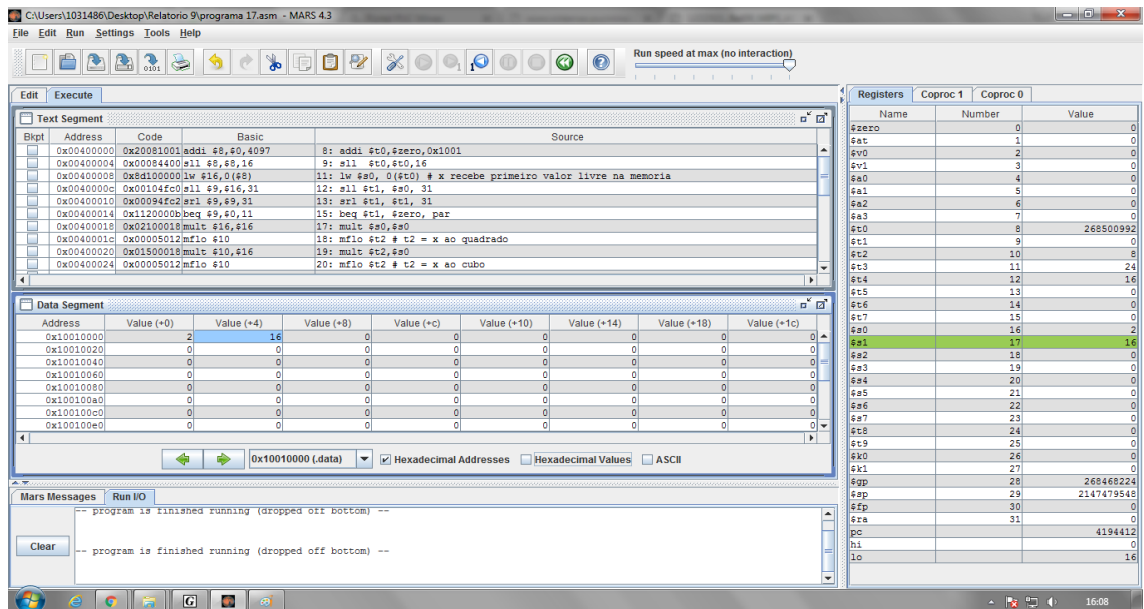 C:\Users\1031486\Desktop\Relatorio 9\programa 17.asm - MARS 4.3
File Edit Run Settings Tools Help
Run speed at max (no interaction)
Edit Execute
Text Segment
Bkpt Address Code Basic Source
0x00400000 0x20081001 addi $8,$0,4097 8: addi $t0,$zero,0x1001
0x00400004 0x00084400 sll $8,$8,16 9: sll $t0,$t0,16
0x00400008 0x8d100000 lw $16,0($8) 11: lw $s0, 0($t0) # x recebe primeiro valor livre na memoria
0x0040000c 0x00104fc0 sll $9,$16,31 12: sll $t1, $s0, 31
0x00400010 0x00094fc2 srl $9,$9,31 13: srl $t1, $t1, 31
0x00400014 0x1120000b beq $9,$0,11 15: beq $t1, $zero, par
0x00400018 0x02100018 mult $16,$16 17: mult $s0,$s0
0x0040001c 0x00005012 mflo $10 18: mflo $t2 # t2 = x ao quadrado
0x00400020 0x01500018 mult $10,$16 19: mult $t2,$s0
0x00400024 0x00005012 mflo $10 20: mflo $t2 # t2 = x ao cubo
Data Segment
Address Value (+0) Value (+4) Value (+8) Value (+c) Value (+10) Value (+14) Value (+18) Value (+1c)
0x10010000 2 16 0 0 0 0 0 0
0x10010020 0 0 0 0 0 0 0 0
0x10010040 0 0 0 0 0 0 0 0
0x10010060 0 0 0 0 0 0 0 0
0x10010080 0 0 0 0 0 0 0 0
0x100100a0 0 0 0 0 0 0 0 0
0x100100c0 0 0 0 0 0 0 0 0
0x100100e0 0 0 0 0 0 0 0 0
0x10010000 (.data) Hexadecimal Addresses Hexadecimal Values ASCII
Mars Messages Run I/O
-- program is finished running (dropped off bottom) --
Clear
-- program is finished running (dropped off bottom) --
Registers Coproc 1 Coproc 0
Name Number Value
$zero 0 0
$at 1 0
$v0 2 0
$v1 3 0
$a0 4 0
$a1 5 0
$a2 6 0
$a3 7 0
$t0 8 268500992
$t1 9 0
$t2 10 8
$t3 11 24
$t4 12 16
$t5 13 0
$t6 14 0
$t7 15 0
$s0 16 2
$s1 17 16
$s2 18 0
$s3 19 0
$s4 20 0
$s5 21 0
$s6 22 0
$s7 23 0
$t8 24 0
$t9 25 0
$k0 26 0
$k1 27 0
$gp 28 268468224
$sp 29 2147479548
$fp 30 0
$ra 31 0
pc 4194412
hi 0
lo 16
16:08